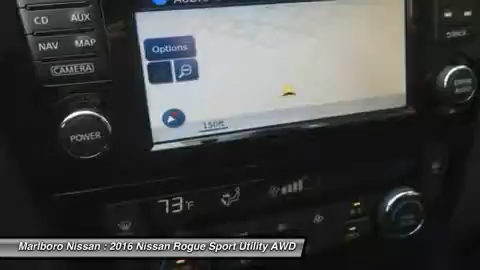 CD AUX
NAV MAP
CAMERA
Options
150ft
POWER
73°F
Marlboro Nissan : 2016 Nissan Rogue Sport Utility AWD